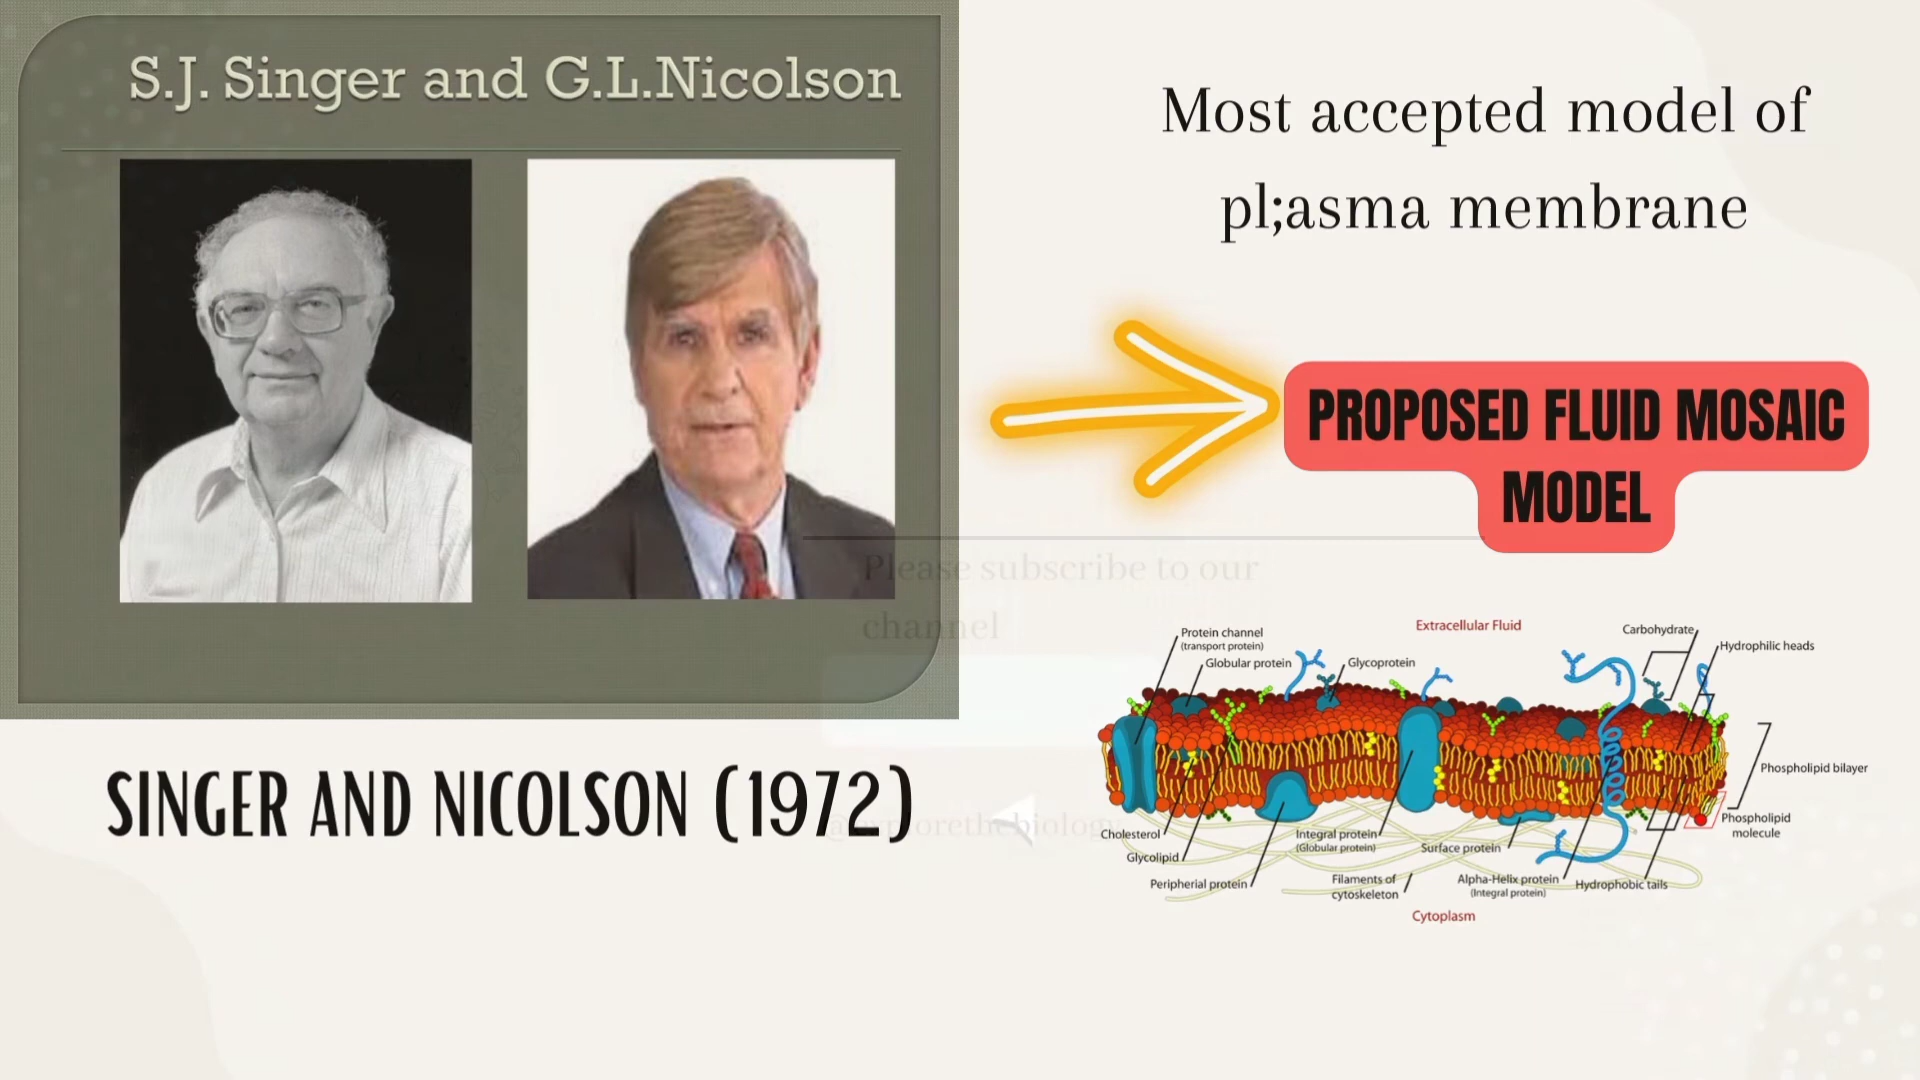 S.J. Singer and G.L.Nicolson
Most accepted model of
pl;asma membrane
PROPOSED FLUID MOSAIC
MODEL
Please subscribe to our
channel
SINGER AND NICOLSON (1972)
@explorethebiology
Extracellular Fluid
Protein channel
(transport protein)
Globular protein
Glycoprotein
Carbohydrate
Hydrophilic heads
Phospholipid bilayer
Phospholipid
molecule
Cholesterol
Glycolipid
Peripherial protein
Integral protein
(Globular protein)
Filaments of
cytoskeleton
Surface protein
Alpha-Helix protein
(Integral protein)
Hydrophobic tails
Cytoplasm